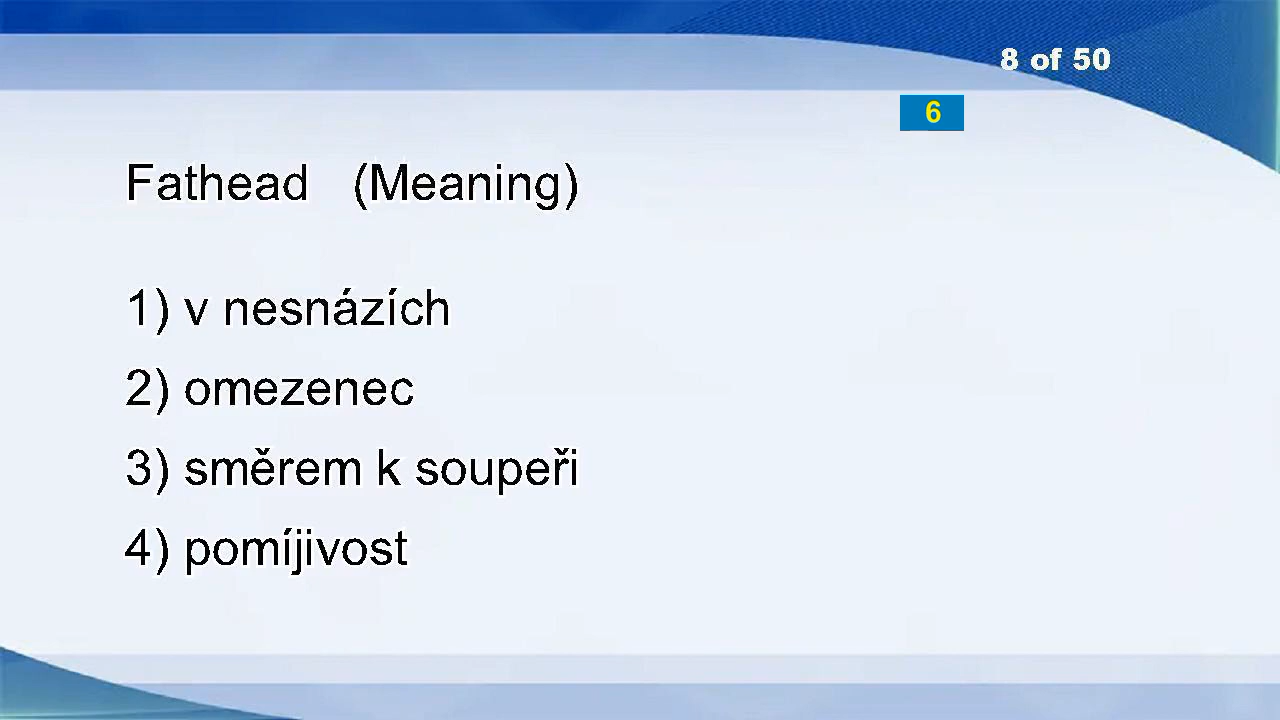 8 of 50
6
Fathead (Meaning)
1) v nesnázích
2) omezenec
3) směrem k soupeři
4) pomíjivost